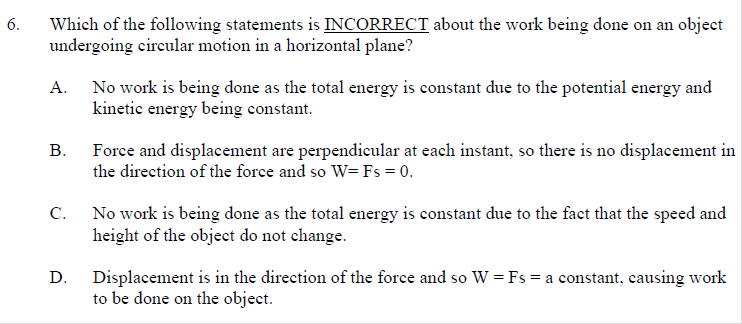 6. Which of the following statements is INCORRECT about the work being done on an object
undergoing circular motion in a horizontal plane?
A. No work is being done as the total energy is constant due to the potential energy and
kinetic energy being constant.
B. Force and displacement are perpendicular at each instant, so there is no displacement in
the direction of the force and so W= Fs = 0.
C. No work is being done as the total energy is constant due to the fact that the speed and
height of the object do not change.
D. Displacement is in the direction of the force and so W = Fs = a constant, causing work
to be done on the object.